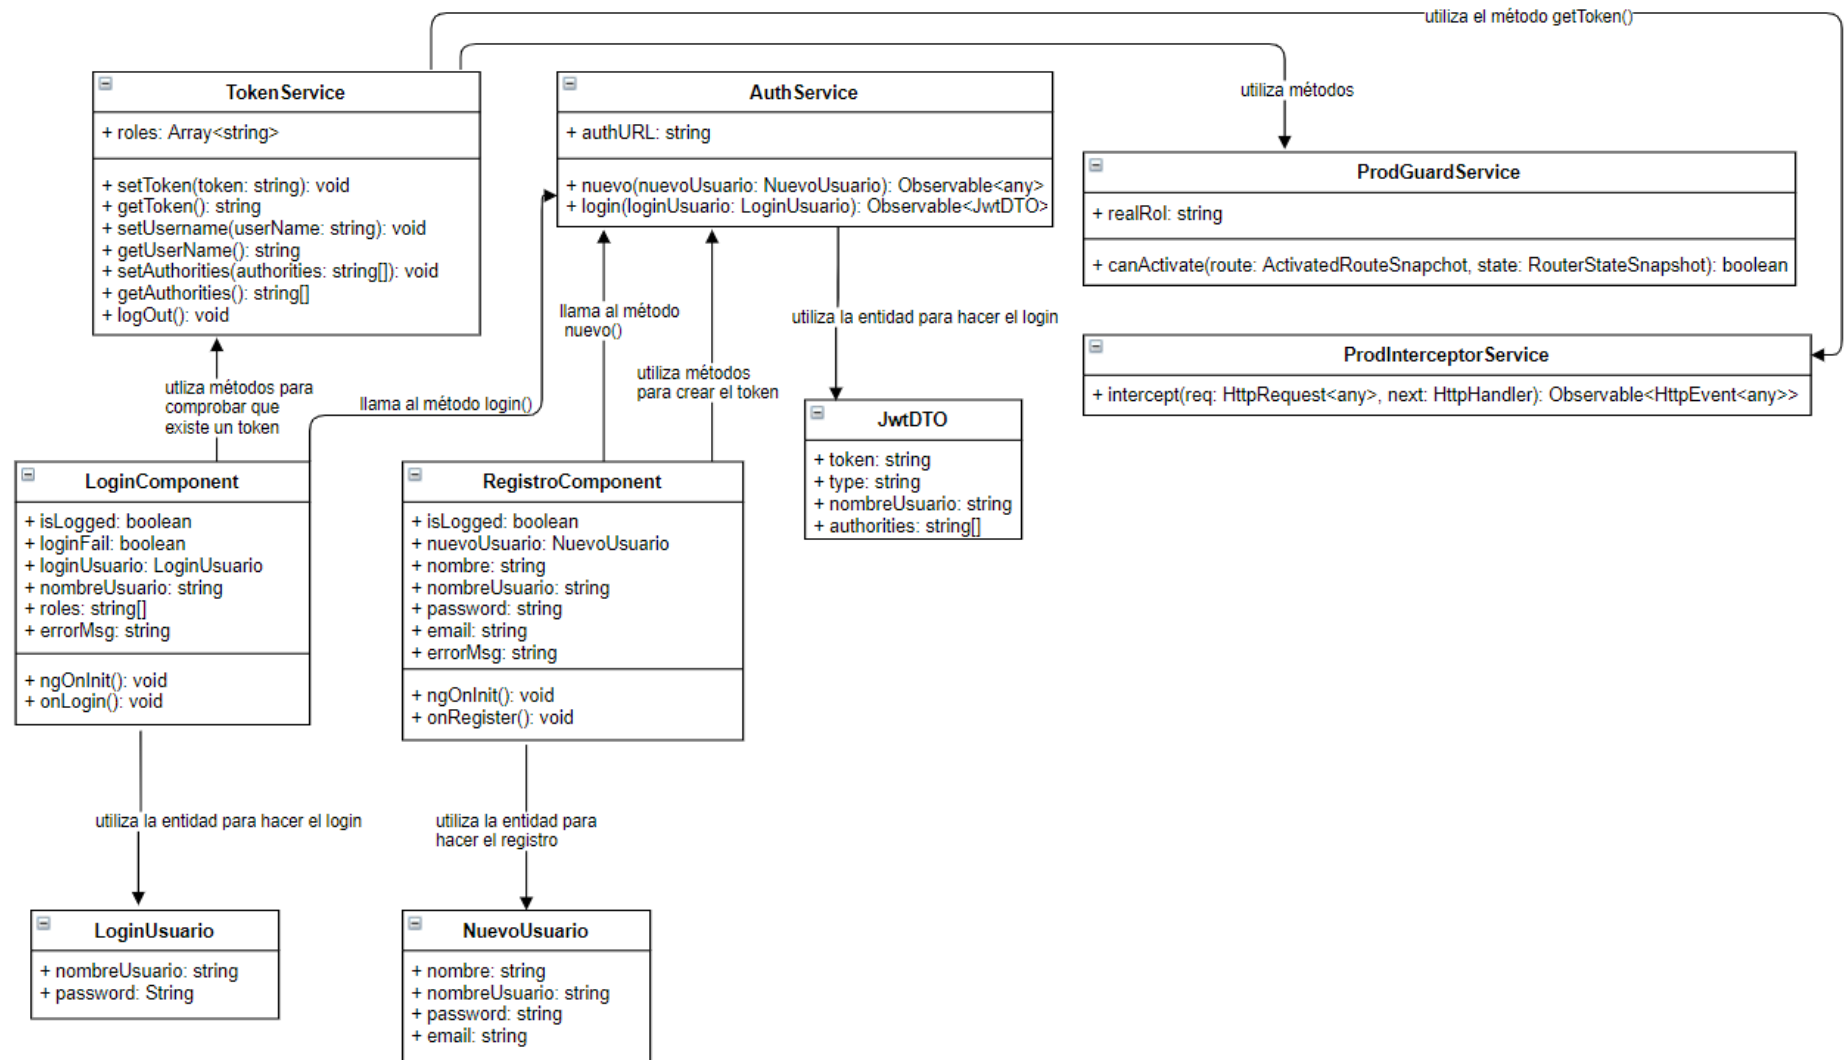 utiliza el método getToken()
TokenService
+ roles: Array<string>
+ setToken(token: string): void
+ getToken(): string
+ setUsername(userName: string): void
+ getUserName(): string
+ setAuthorities(authorities: string[]): void
+ getAuthorities(): string[]
+ logOut(): void
AuthService
+ authURL: string
+ nuevo(nuevoUsuario: NuevoUsuario): Observable<any>
+ login(loginUsuario: LoginUsuario): Observable<JwtDTO>
utiliza métodos
ProdGuardService
+ realRol: string
+ canActivate(route: ActivatedRouteSnapchot, state: RouterStateSnapshot): boolean
ProdInterceptorService
+ intercept(req: HttpRequest<any>, next: HttpHandler): Observable<HttpEvent<any>>
utliza métodos para
comprobar que
existe un token
llama al método login()
llama al método
nuevo()
utiliza métodos
para crear el token
utiliza la entidad para hacer el login
JwtDTO
+ token: string
+ type: string
+ nombreUsuario: string
+ authorities: string[]
LoginComponent
+ isLogged: boolean
+ loginFail: boolean
+ loginUsuario: LoginUsuario
+ nombreUsuario: string
+ roles: string[]
+ errorMsg: string
+ ngOnInit(): void
+ onLogin(): void
RegistroComponent
+ isLogged: boolean
+ nuevoUsuario: NuevoUsuario
+ nombre: string
+ nombreUsuario: string
+ password: string
+ email: string
+ errorMsg: string
+ ngOnInit(): void
+ onRegister(): void
utiliza la entidad para hacer el login
utiliza la entidad para
hacer el registro
LoginUsuario
+ nombreUsuario: string
+ password: String
NuevoUsuario
+ nombre: string
+ nombreUsuario: string
+ password: string
+ email: string